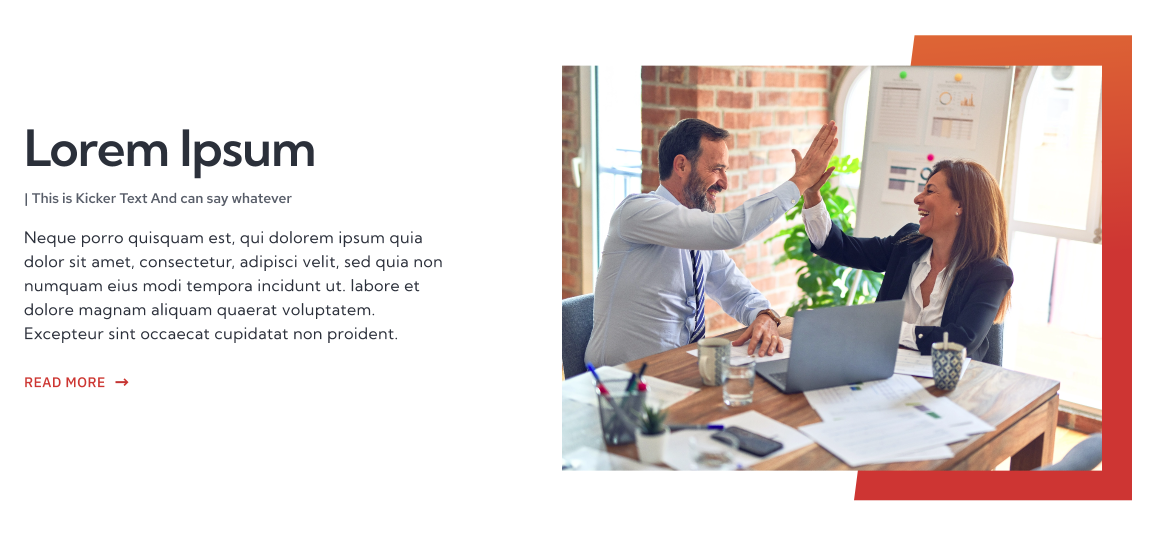 Lorem Ipsum
| This is Kicker Text And can say whatever
Neque porro quisquam est, qui dolorem ipsum quia
dolor sit amet, consectetur, adipisci velit, sed quia non
numquam eius modi tempora incidunt ut. labore et
dolore magnam aliquam quaerat voluptatem.
Excepteur sint occaecat cupidatat non proident.
READ MORE →